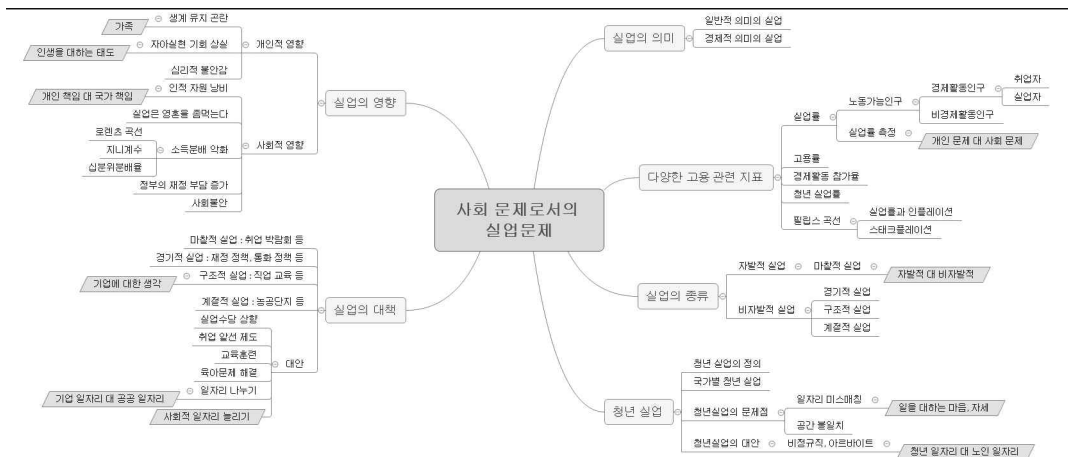 사회 문제로서의
실업문제
실업의 의미
일반적 의미의 실업
경제적 의미의 실업
다양한 고용 관련 지표
실업률
노동가능인구
경제활동인구
취업자
실업자
비경제활동인구
실업률 측정
개인 문제 대 사회 문제
고용률
경제활동 참가율
청년 실업률
필립스 곡선
실업률과 인플레이션
스태크플레이션
실업의 종류
자발적 실업
마찰적 실업
자발적 대 비자발적
비자발적 실업
경기적 실업
구조적 실업
계절적 실업
청년 실업
청년 실업의 정의
국가별 청년 실업
청년실업의 문제점
일자리 미스매칭
일을 대하는 마음, 자세
공간 불일치
청년실업의 대안
비정규직, 아르바이트
청년 일자리 대 노인 일자리
실업의 영향
개인적 영향
생계 유지 곤란
가족
자아실현 기회 상실
인생을 대하는 태도
심리적 불안감
사회적 영향
인적 자원 낭비
개인 책임 대 국가 책임
실업은 영혼을 좀먹는다
소득분배 악화
로렌츠 곡선
지니계수
십분위분배율
정부의 재정 부담 증가
사회불안
실업의 대책
마찰적 실업 : 취업 박람회 등
경기적 실업 : 재정 정책, 통화 정책 등
구조적 실업 : 직업 교육 등
기업에 대한 생각
계절적 실업 : 농공단지 등
대안
실업수당 상향
취업 알선 제도
교육훈련
육아문제 해결
일자리 나누기
기업 일자리 대 공공 일자리
사회적 일자리 늘리기